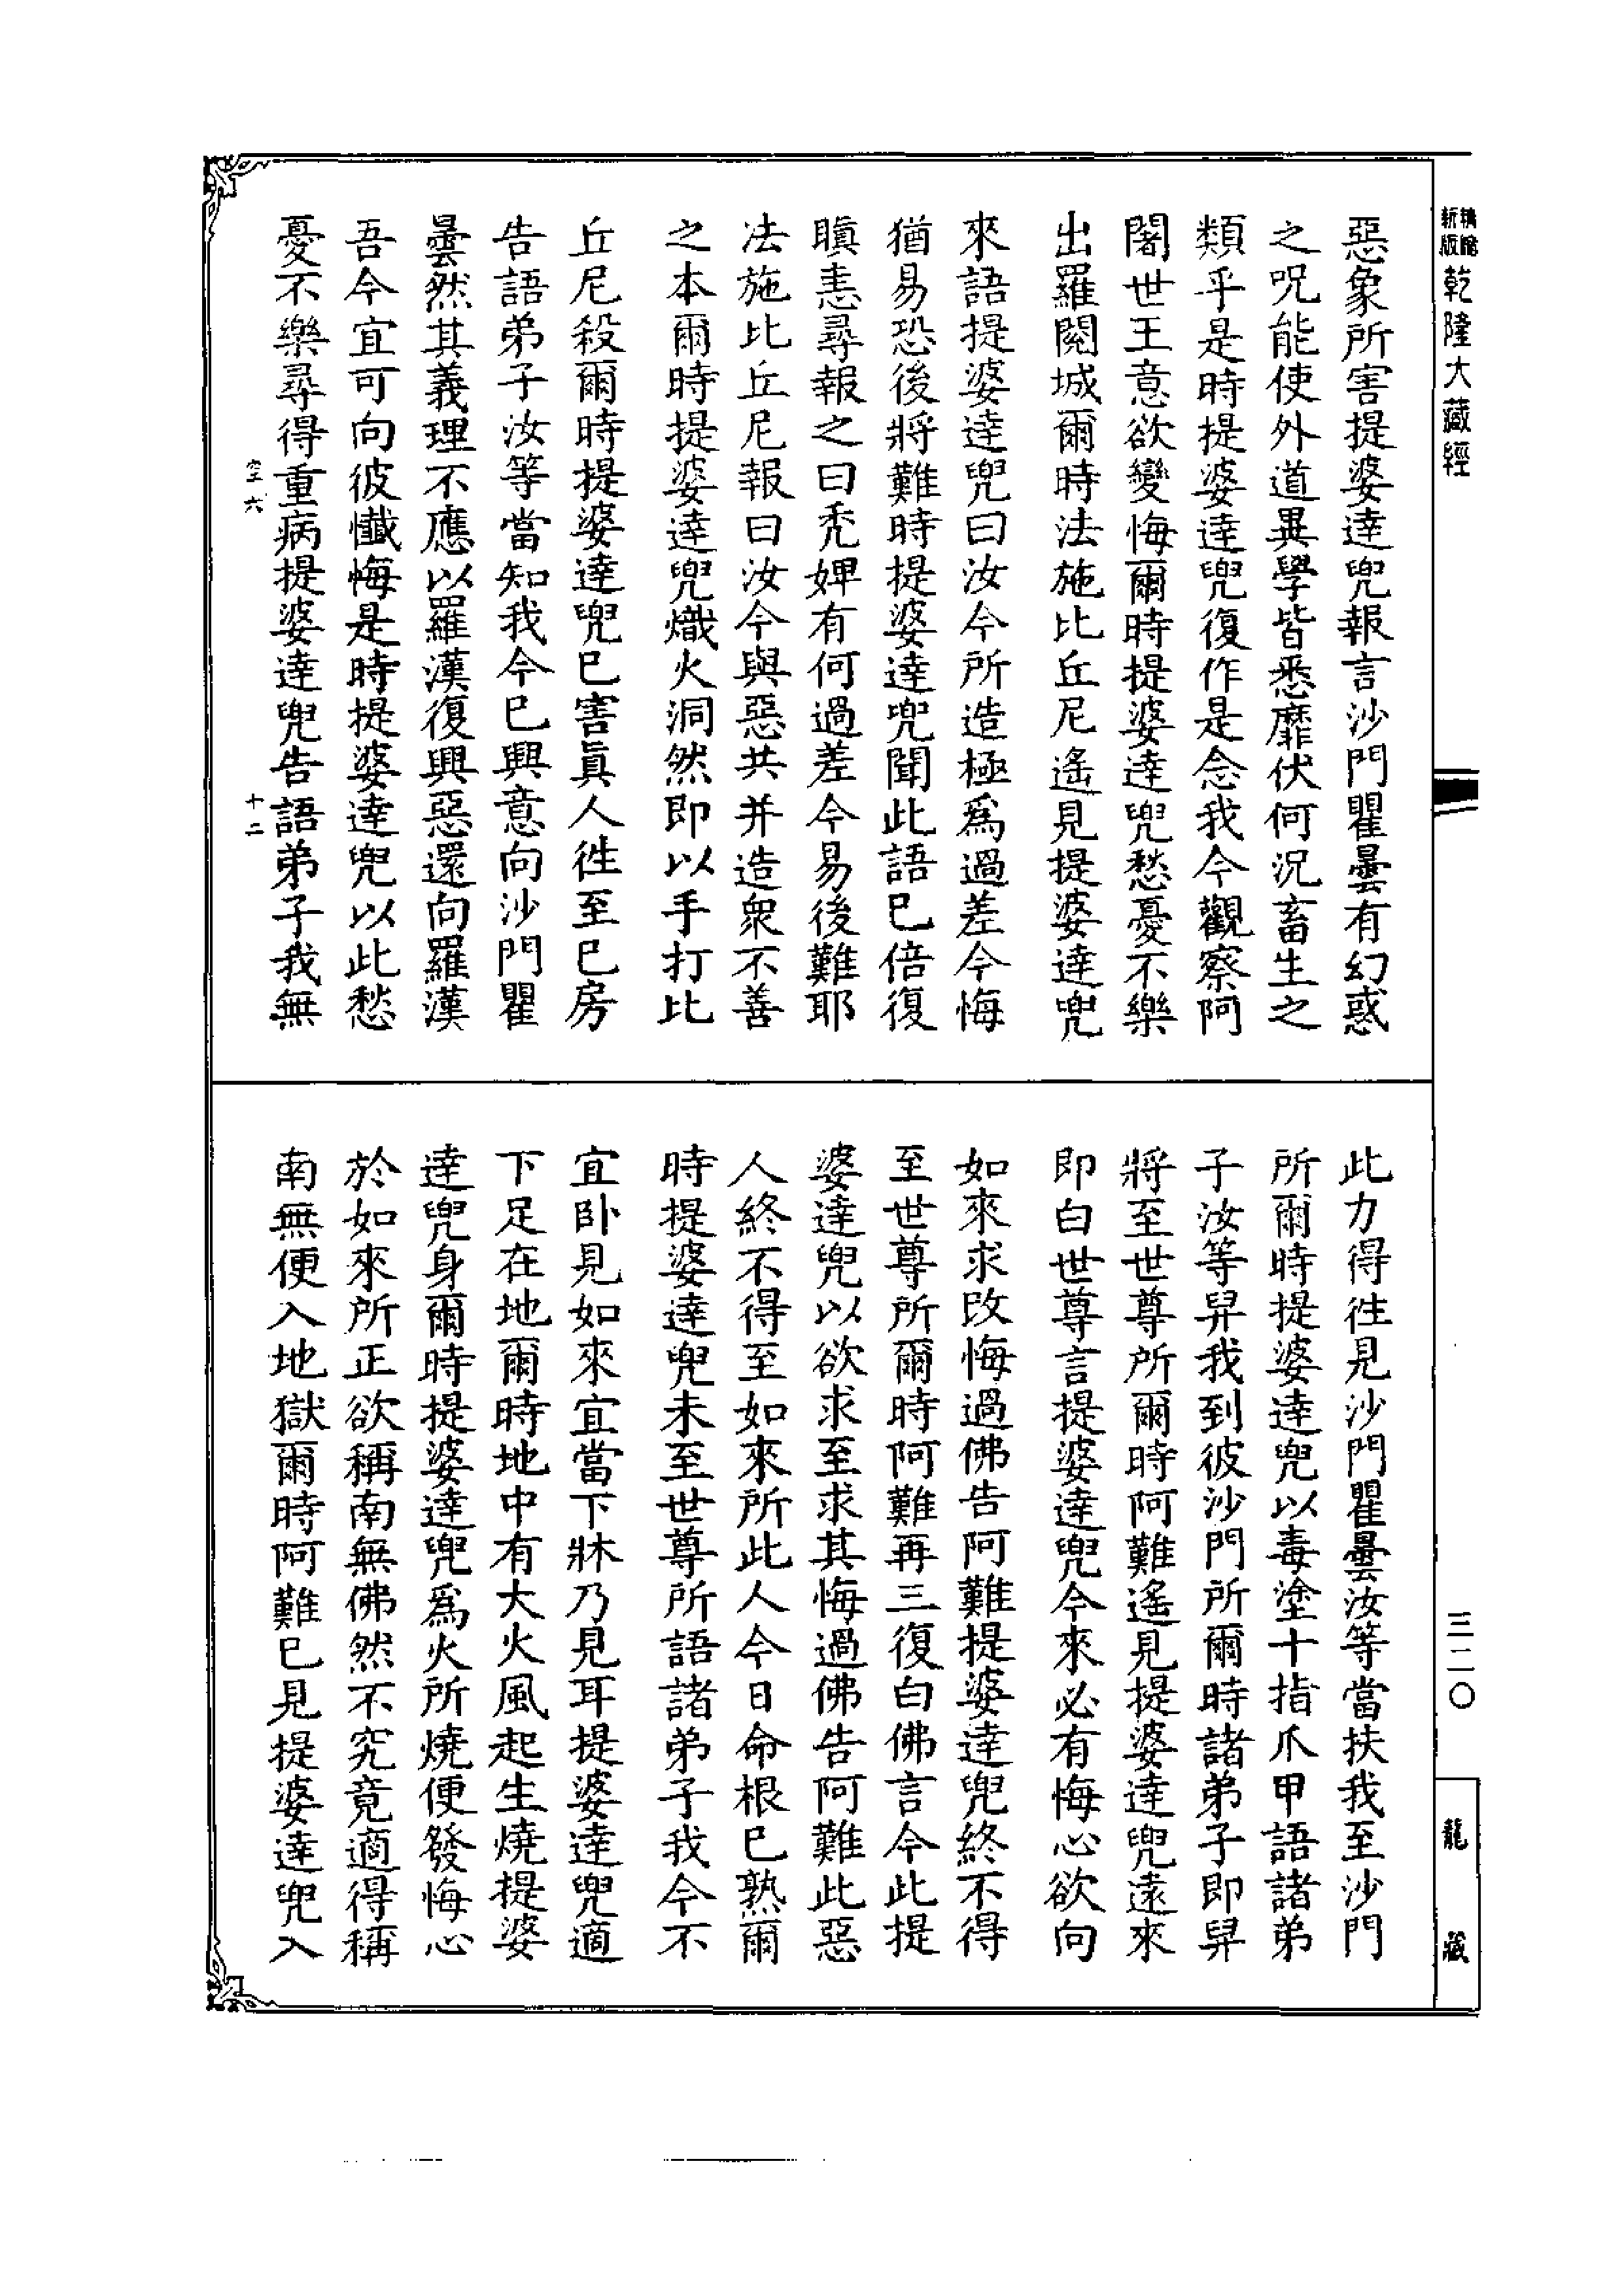 新版
精縮
乾隆大藏經
三二〇
龍藏
惡象所害提婆達兜報言沙門瞿曇有幻惑
之呪能使外道異學皆悉靡伏何況畜生之
類乎是時提婆達兜復作是念我今觀察阿
闍世王意欲變悔爾時提婆達兜愁憂不樂
出羅閱城爾時法施比丘尼遙見提婆達兜
來語提婆達兜曰汝今所造極爲過差今悔
猶易恐後將難時提婆達兜聞此語已倍復
瞋恚尋報之曰禿婢有何過差今易後難耶
法施比丘尼報曰汝今與惡共并造衆不善
之本爾時提婆達兜熾火洞然即以手打比
丘尼殺爾時提婆達兜已害眞人徃至已房
告語弟子汝等當知我今已興意向沙門瞿
曇然其義理不應以羅漢復興惡還向羅漢
吾今宜可向彼懺悔是時提婆達兜以此愁
憂不樂尋得重病提婆達兜告語弟子我無
空六
十二
此力得徃見沙門瞿曇汝等當扶我至沙門
所爾時提婆達兜以毒塗十指爪甲語諸弟
子汝等舁我到彼沙門所爾時諸弟子即舁
將至世尊所爾時阿難遙見提婆達兜遠來
即白世尊言提婆達兜今來必有悔心欲向
如來求改悔過佛告阿難提婆達兜終不得
至世尊所爾時阿難再三復白佛言今此提
婆達兜以欲求至求其悔過佛告阿難此惡
人終不得至如來所此人今日命根已熟爾
時提婆達兜未至世尊所語諸弟子我今不
宜卧見如來宜當下牀乃見耳提婆達兜適
下足在地爾時地中有大火風起生燒提婆
達兜身爾時提婆達兜爲火所燒便發悔心
於如來所正欲稱南無佛然不究竟適得稱
南無便入地獄爾時阿難已見提婆達兜入